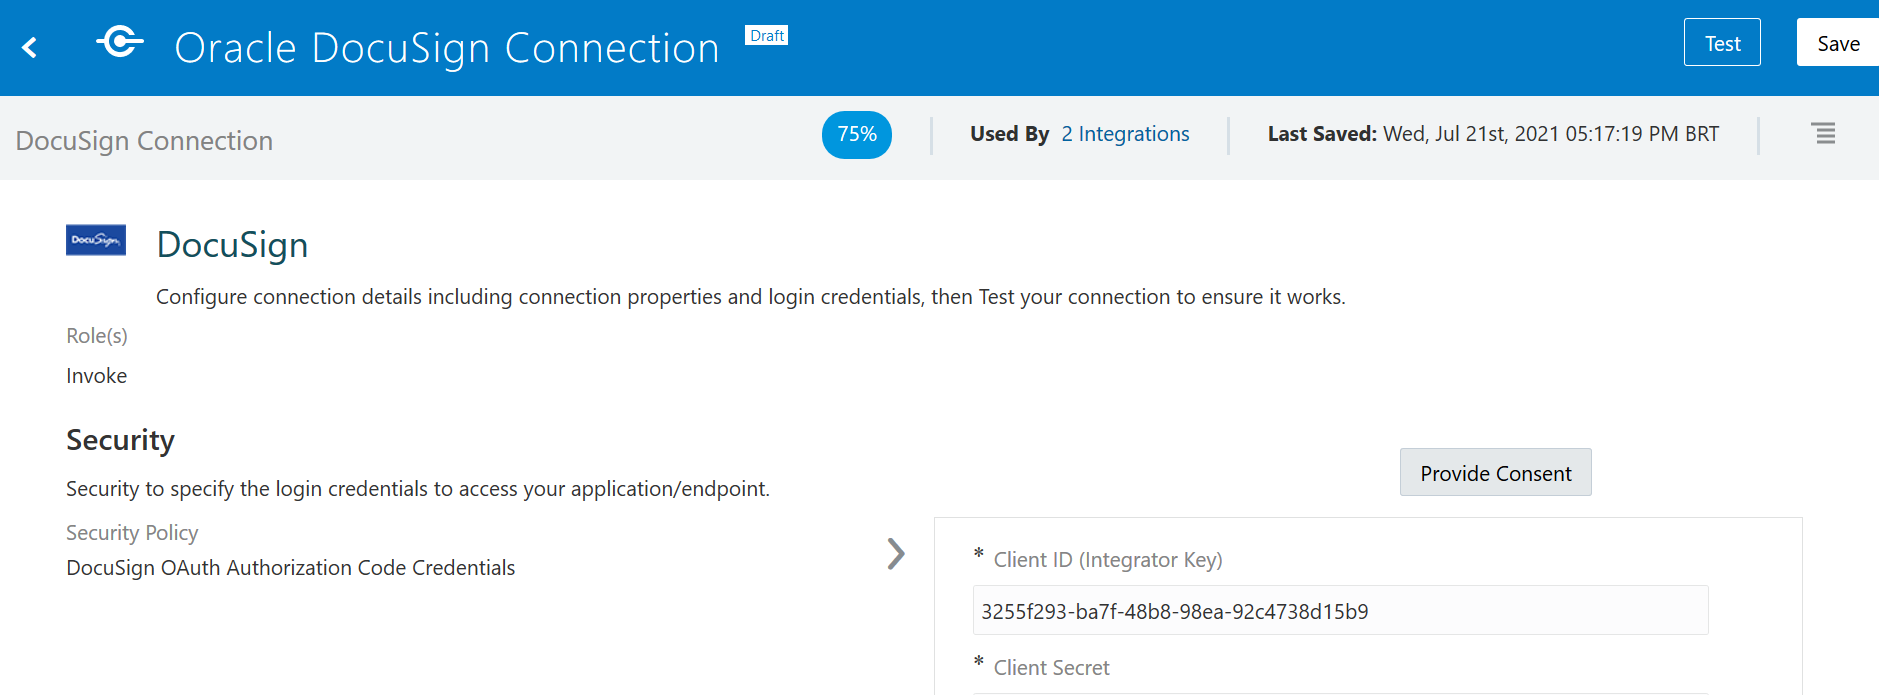 Oracle DocuSign Connection Draft Test Save
DocuSign Connection 75% Used By 2 Integrations Last Saved: Wed, Jul 21st, 2021 05:17:19 PM BRT
DocuSign DocuSign
Configure connection details including connection properties and login credentials, then Test your connection to ensure it works.
Role(s)
Invoke
Security
Provide Consent
Security to specify the login credentials to access your application/endpoint.
Security Policy
DocuSign OAuth Authorization Code Credentials
* Client ID (Integrator Key)
3255f293-ba7f-48b8-98ea-92c4738d15b9
* Client Secret